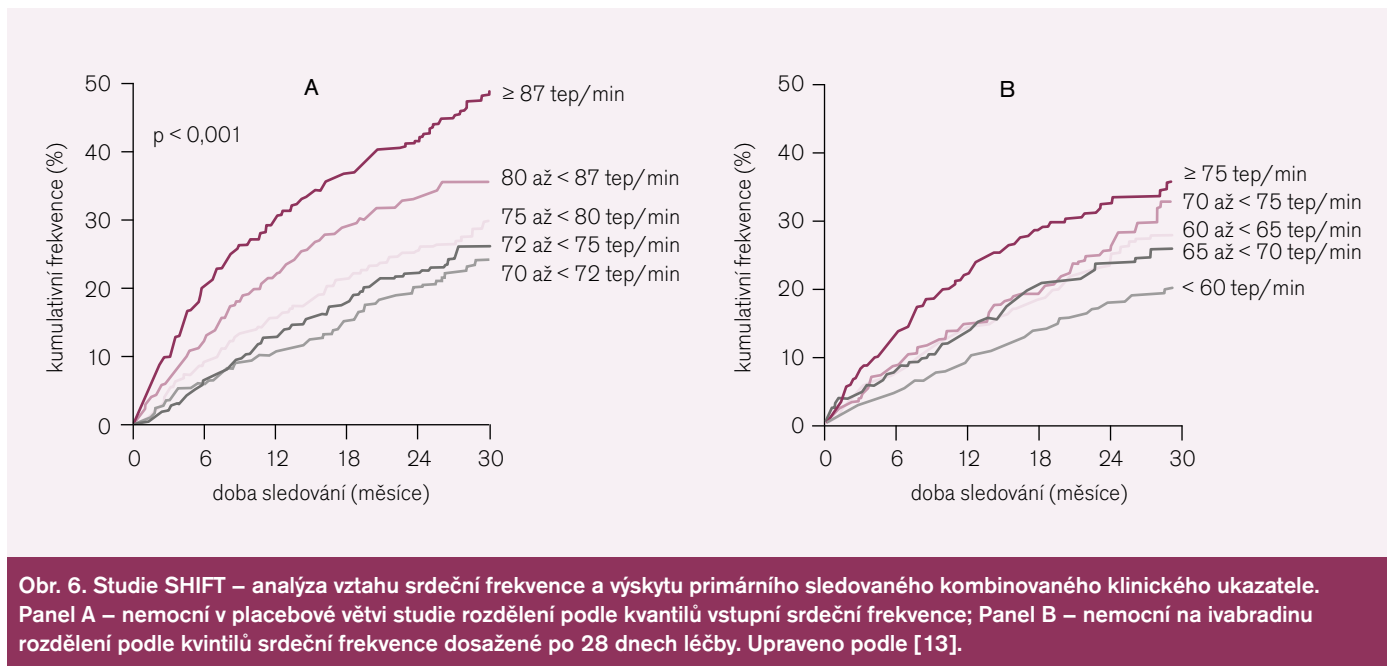 A
50
40
30
20
10
0
kumulativní frekvence (%)
p < 0,001
≥ 87 tep/min
80 až < 87 tep/min
75 až < 80 tep/min
72 až < 75 tep/min
70 až < 72 tep/min
0 6 12 18 24 30
doba sledování (měsíce)
B
50
40
30
20
10
0
kumulativní frekvence (%)
≥ 75 tep/min
70 až < 75 tep/min
60 až < 65 tep/min
65 až < 70 tep/min
< 60 tep/min
0 6 12 18 24 30
doba sledování (měsíce)
Obr. 6. Studie SHIFT – analýza vztahu srdeční frekvence a výskytu primárního sledovaného kombinovaného klinického ukazatele.
Panel A – nemocní v placebové větvi studie rozdělení podle kvantilů vstupní srdeční frekvence; Panel B – nemocní na ivabradinu
rozdělení podle kvintilů srdeční frekvence dosažené po 28 dnech léčby. Upraveno podle [13].